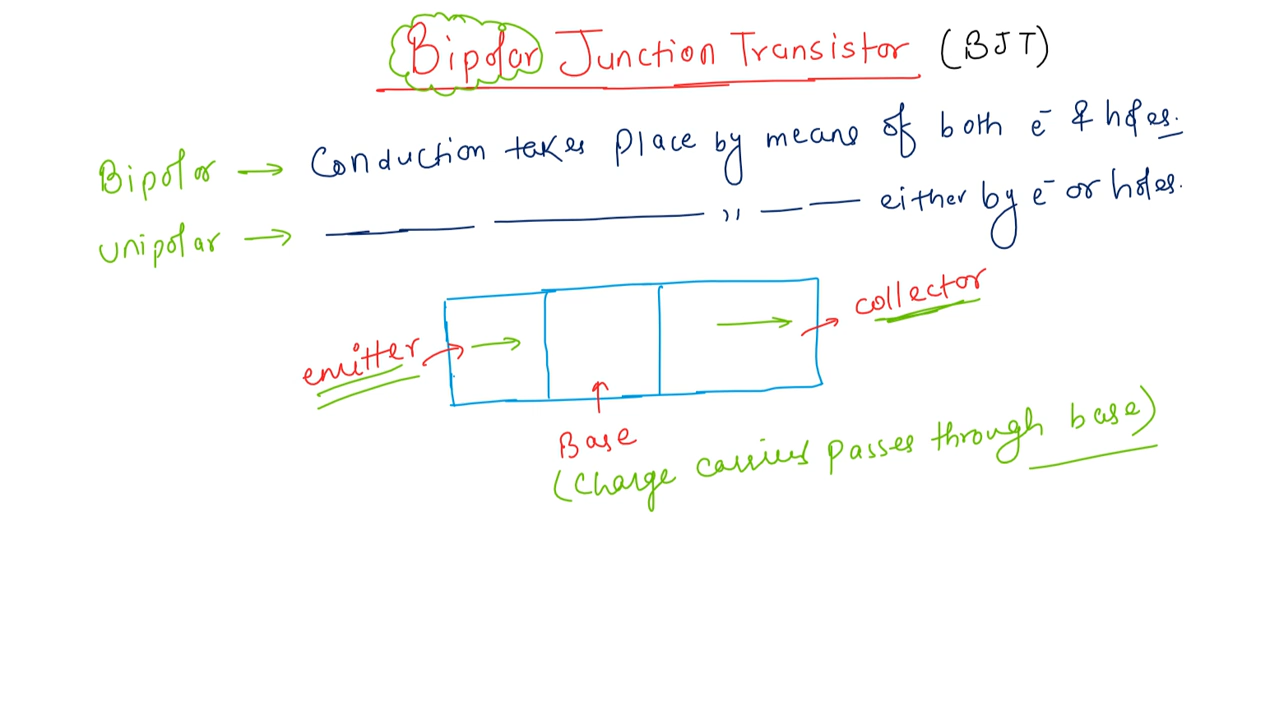 Bipolar Junction Transistor (BJT)
Bipolar → Conduction takes place by means of both e⁻ & holes.
unipolar → —— —— " — — either by e⁻ or holes.
collector
emitter
Base
(charge carriers passes through base)